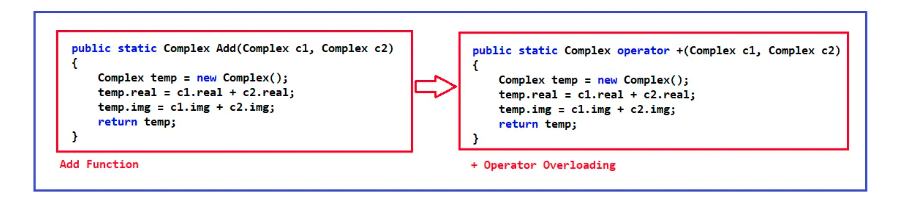 public static Complex Add(Complex c1, Complex c2)
{
Complex temp = new Complex();
temp.real = c1.real + c2.real;
temp.img = c1.img + c2.img;
return temp;
}
Add Function
public static Complex operator +(Complex c1, Complex c2)
{
Complex temp = new Complex();
temp.real = c1.real + c2.real;
temp.img = c1.img + c2.img;
return temp;
}
+ Operator Overloading